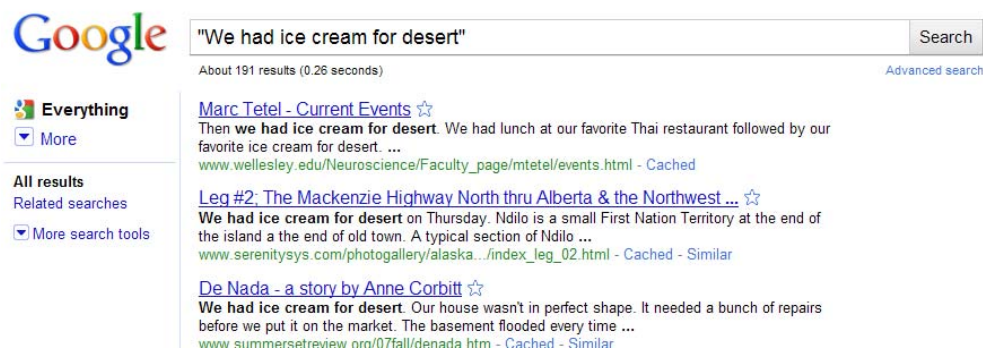 Google
"We had ice cream for desert"
Search
About 191 results (0.26 seconds)
Advanced search
Everything
More
All results
Related searches
More search tools
Marc Tetel - Current Events
Then we had ice cream for desert. We had lunch at our favorite Thai restaurant followed by our
favorite ice cream for desert. ...
www.wellesley.edu/Neuroscience/Faculty_page/mtetel/events.html - Cached
Leg #2; The Mackenzie Highway North thru Alberta & the Northwest ...
We had ice cream for desert on Thursday. Ndilo is a small First Nation Territory at the end of
the island a the end of old town. A typical section of Ndilo ...
www.serenitysys.com/photogallery/alaska.../index_leg_02.html - Cached - Similar
De Nada - a story by Anne Corbitt
We had ice cream for desert. Our house wasn't in perfect shape. It needed a bunch of repairs
before we put it on the market. The basement flooded every time ...
www.summersetreview.org/07fall/denada.htm - Cached - Similar